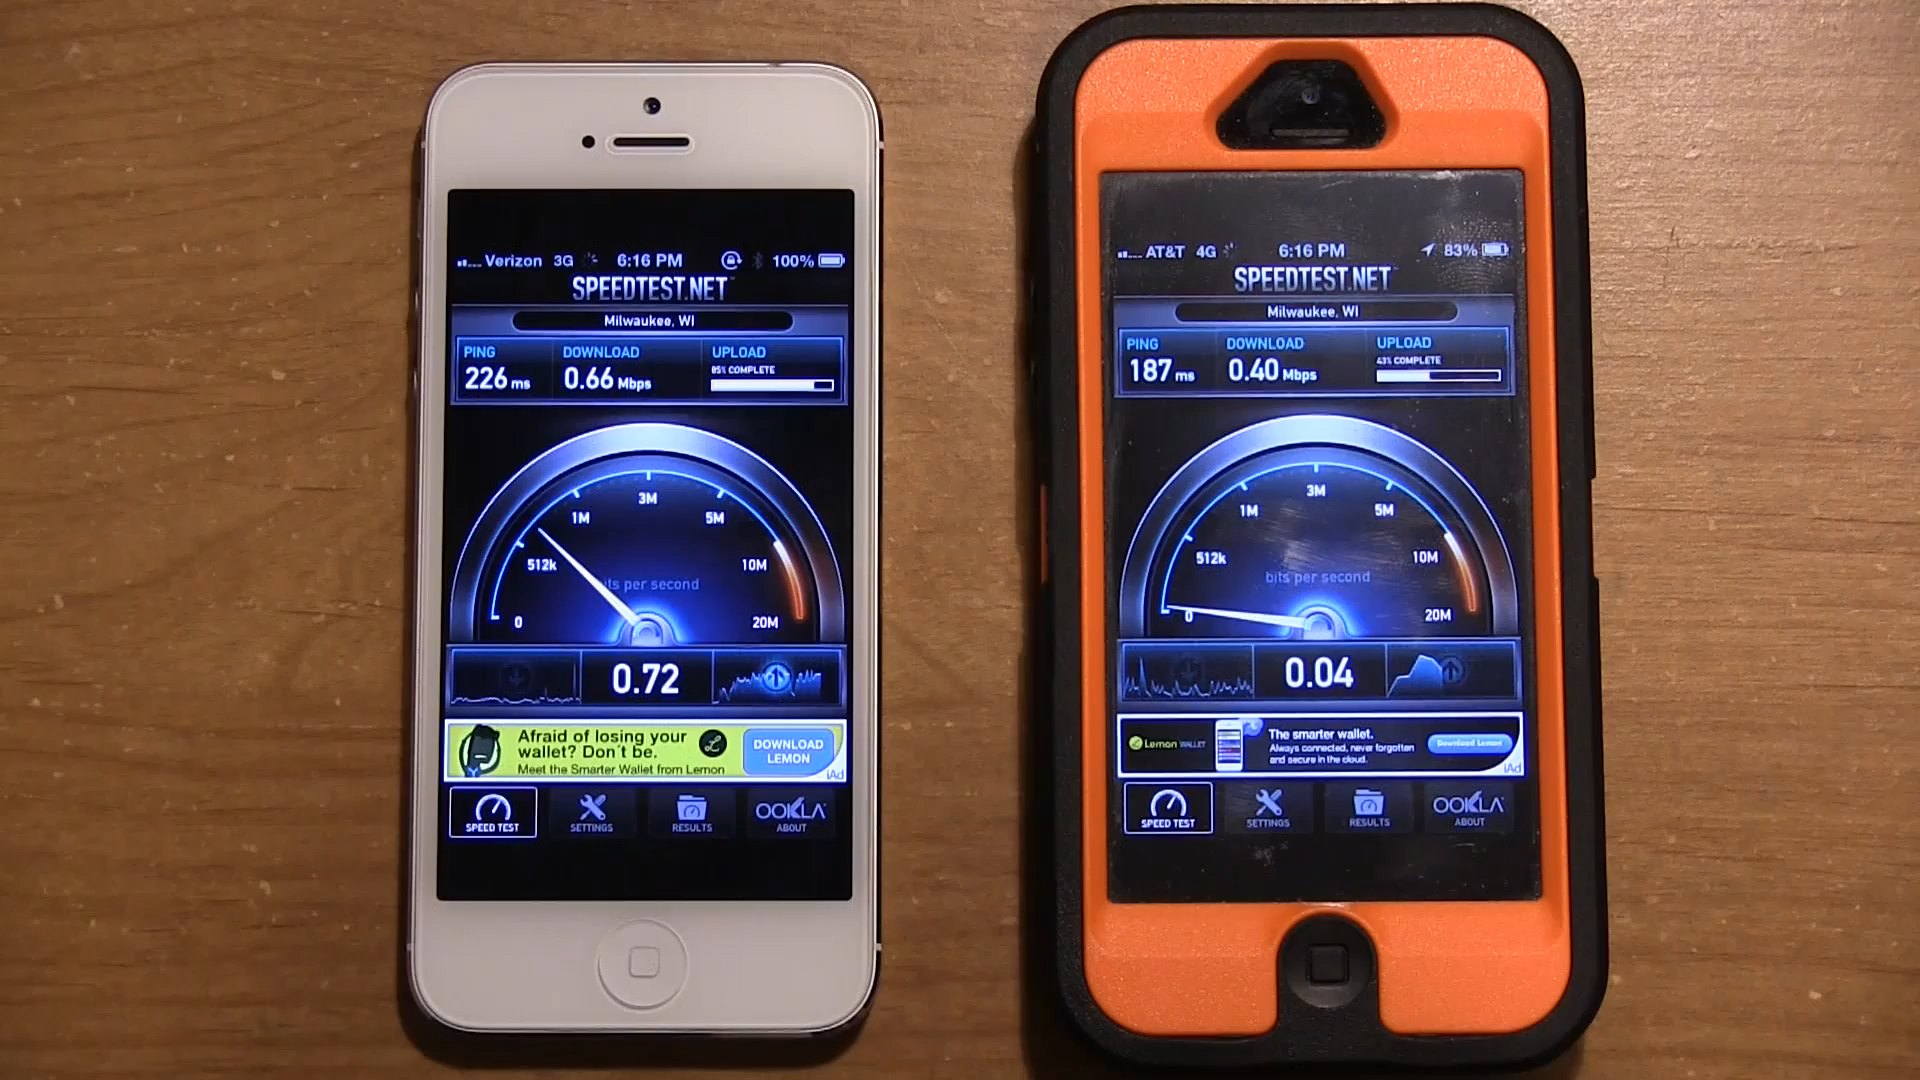 Verizon 3G 6:16 PM 100%
SPEEDTEST.NET™
Milwaukee, WI
PING DOWNLOAD UPLOAD
85% COMPLETE
226 ms 0.66 Mbps
3M
1M 5M
512k 10M
bits per second
0 20M
0.72
Afraid of losing your
wallet? Don't be.
Meet the Smarter Wallet from Lemon
DOWNLOAD
LEMON
iAd
SPEED TEST SETTINGS RESULTS OOKLA
ABOUT
AT&T 4G 6:16 PM 83%
SPEEDTEST.NET
Milwaukee, WI
PING DOWNLOAD UPLOAD
43% COMPLETE
187 ms 0.40 Mbps
3M
1M 5M
512k 10M
bits per second
0 20M
0.04
Lemon WALLET
The smarter wallet.
Always connected, never forgotten
and secure in the cloud.
Download Lemon
iAd
SPEED TEST SETTINGS RESULTS OOKLA
ABOUT